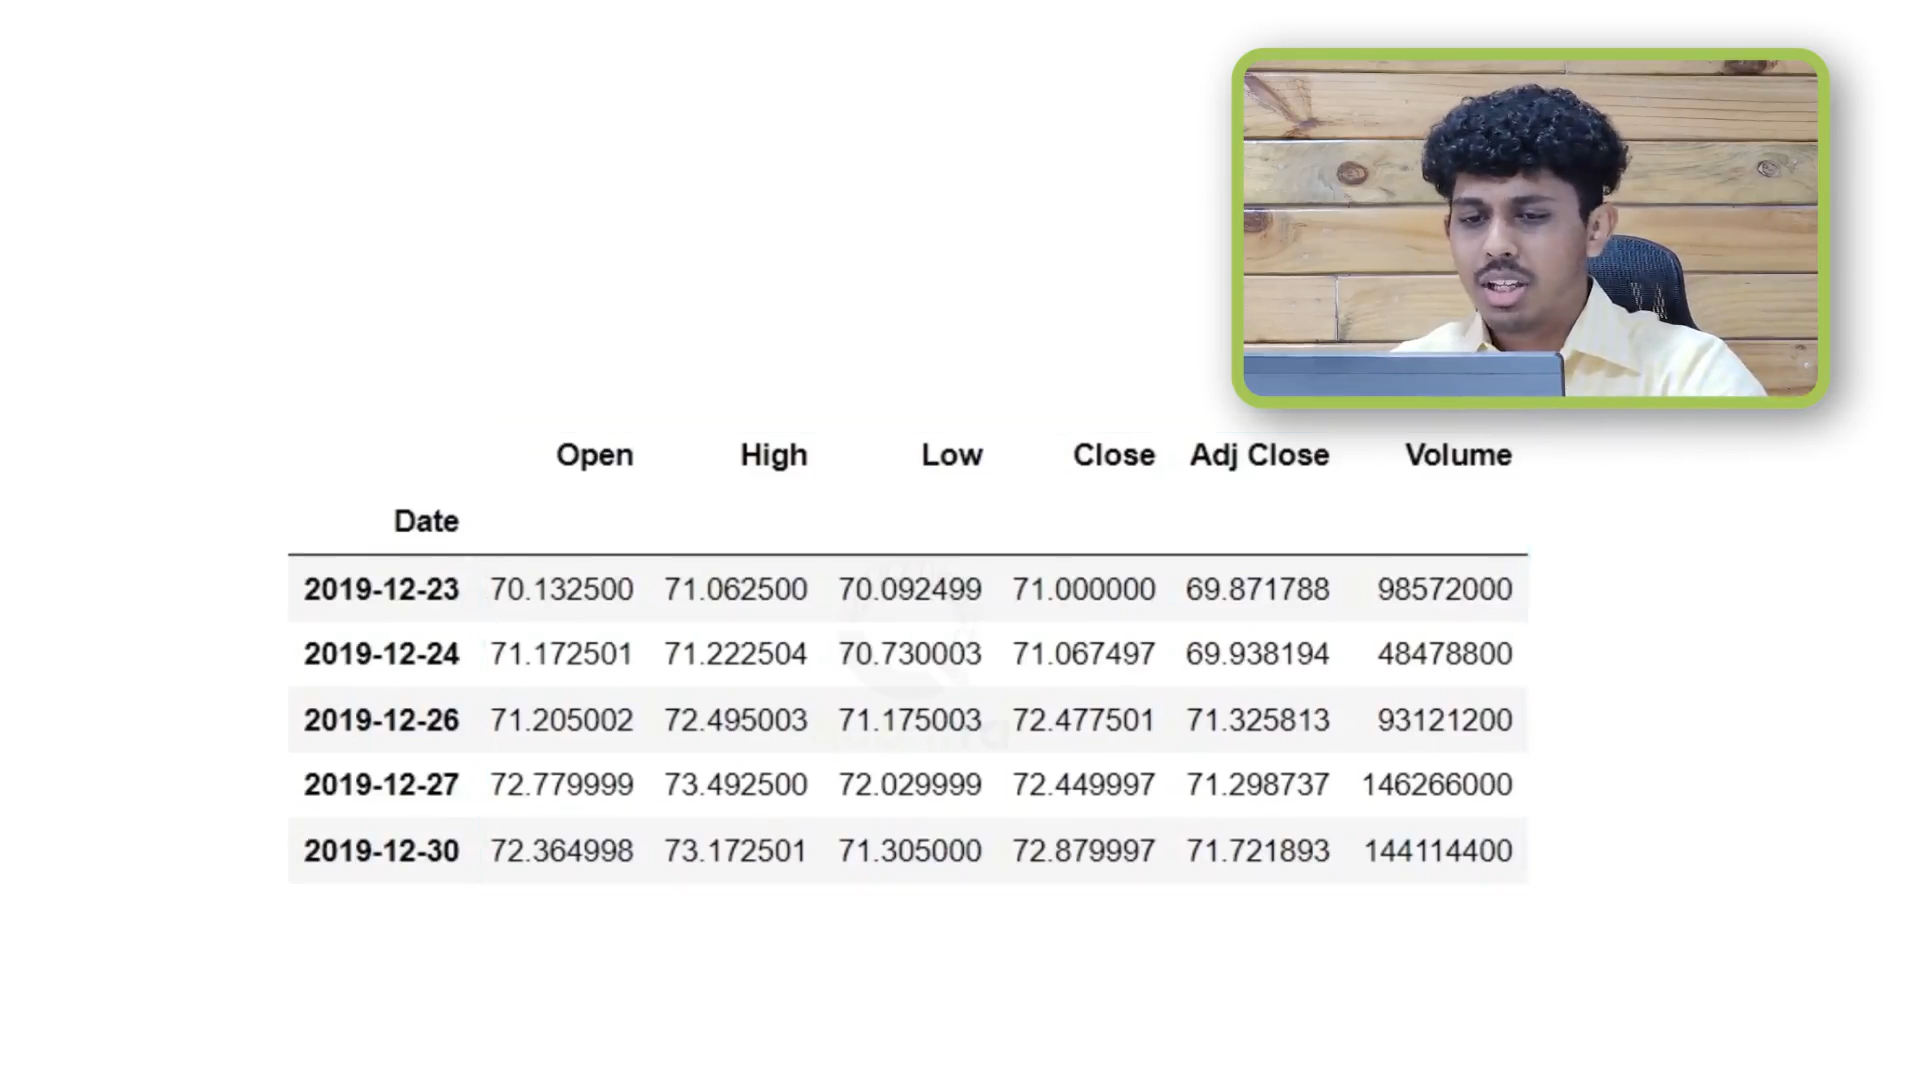 Open High Low Close Adj Close Volume
Date
2019-12-23 70.132500 71.062500 70.092499 71.000000 69.871788 98572000
2019-12-24 71.172501 71.222504 70.730003 71.067497 69.938194 48478800
2019-12-26 71.205002 72.495003 71.175003 72.477501 71.325813 93121200
2019-12-27 72.779999 73.492500 72.029999 72.449997 71.298737 146266000
2019-12-30 72.364998 73.172501 71.305000 72.879997 71.721893 144114400